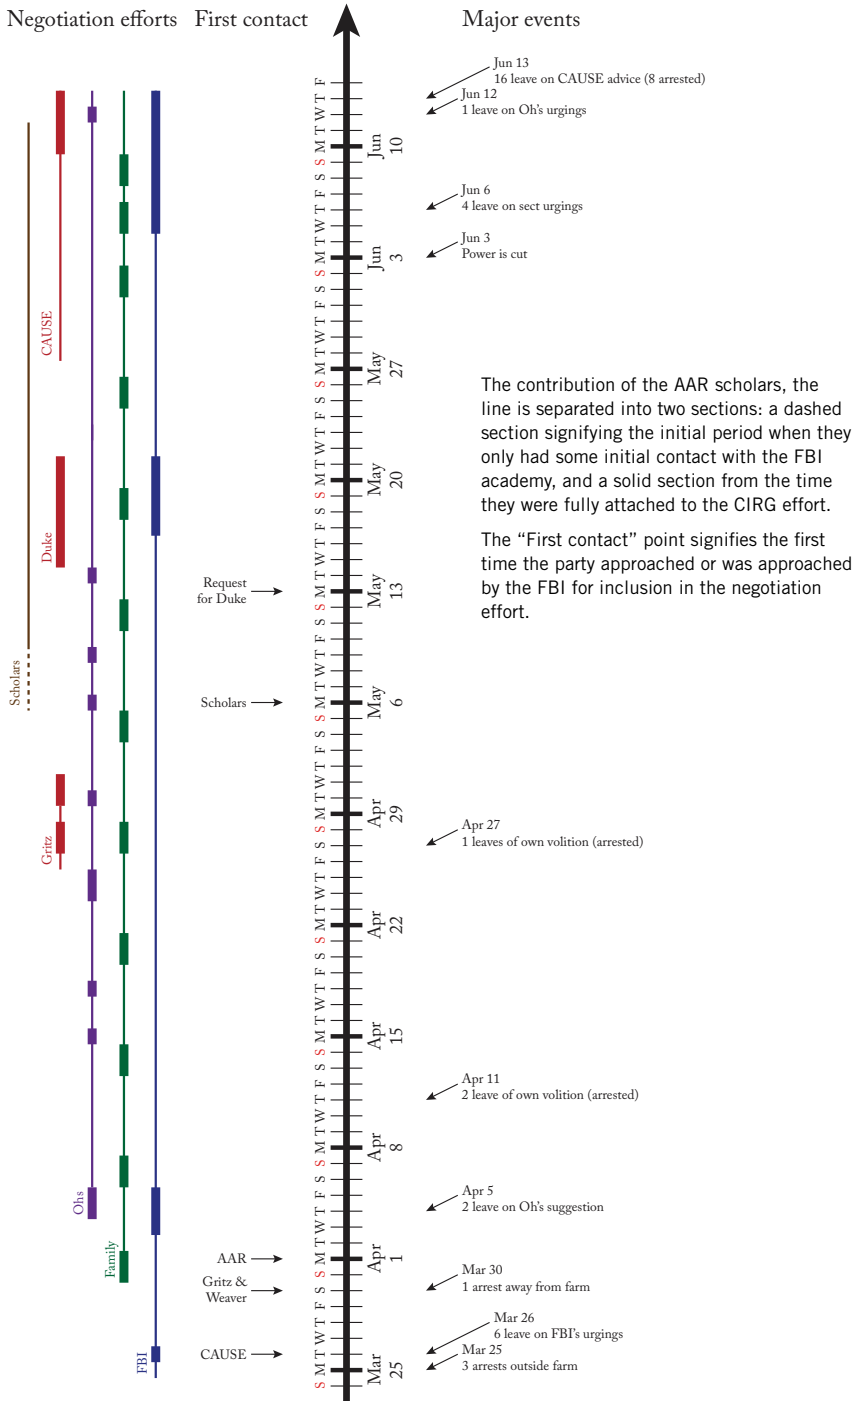 Negotiation efforts
First contact
Major events
Scholars
CAUSE
Duke
Gritz
Ohs
Family
FBI
Request
for Duke
Scholars
AAR
Gritz &
Weaver
CAUSE
S M T W T F S S M T W T F S S M T W T F S S M T W T F S S M T W T F S S M T W T F S S M T W T F S S M T W T F S S M T W T F S S M T W T F S S M T W T F S S M T W T F
Jun
10
Jun
3
May
27
May
20
May
13
May
6
Apr
29
Apr
22
Apr
15
Apr
8
Apr
1
Mar
25
Jun 13
16 leave on CAUSE advice (8 arrested)
Jun 12
1 leave on Oh's urgings
Jun 6
4 leave on sect urgings
Jun 3
Power is cut
The contribution of the AAR scholars, the
line is separated into two sections: a dashed
section signifying the initial period when they
only had some initial contact with the FBI
academy, and a solid section from the time
they were fully attached to the CIRG effort.
The “First contact” point signifies the first
time the party approached or was approached
by the FBI for inclusion in the negotiation
effort.
Apr 27
1 leaves of own volition (arrested)
Apr 11
2 leave of own volition (arrested)
Apr 5
2 leave on Oh's suggestion
Mar 30
1 arrest away from farm
Mar 26
6 leave on FBI's urgings
Mar 25
3 arrests outside farm